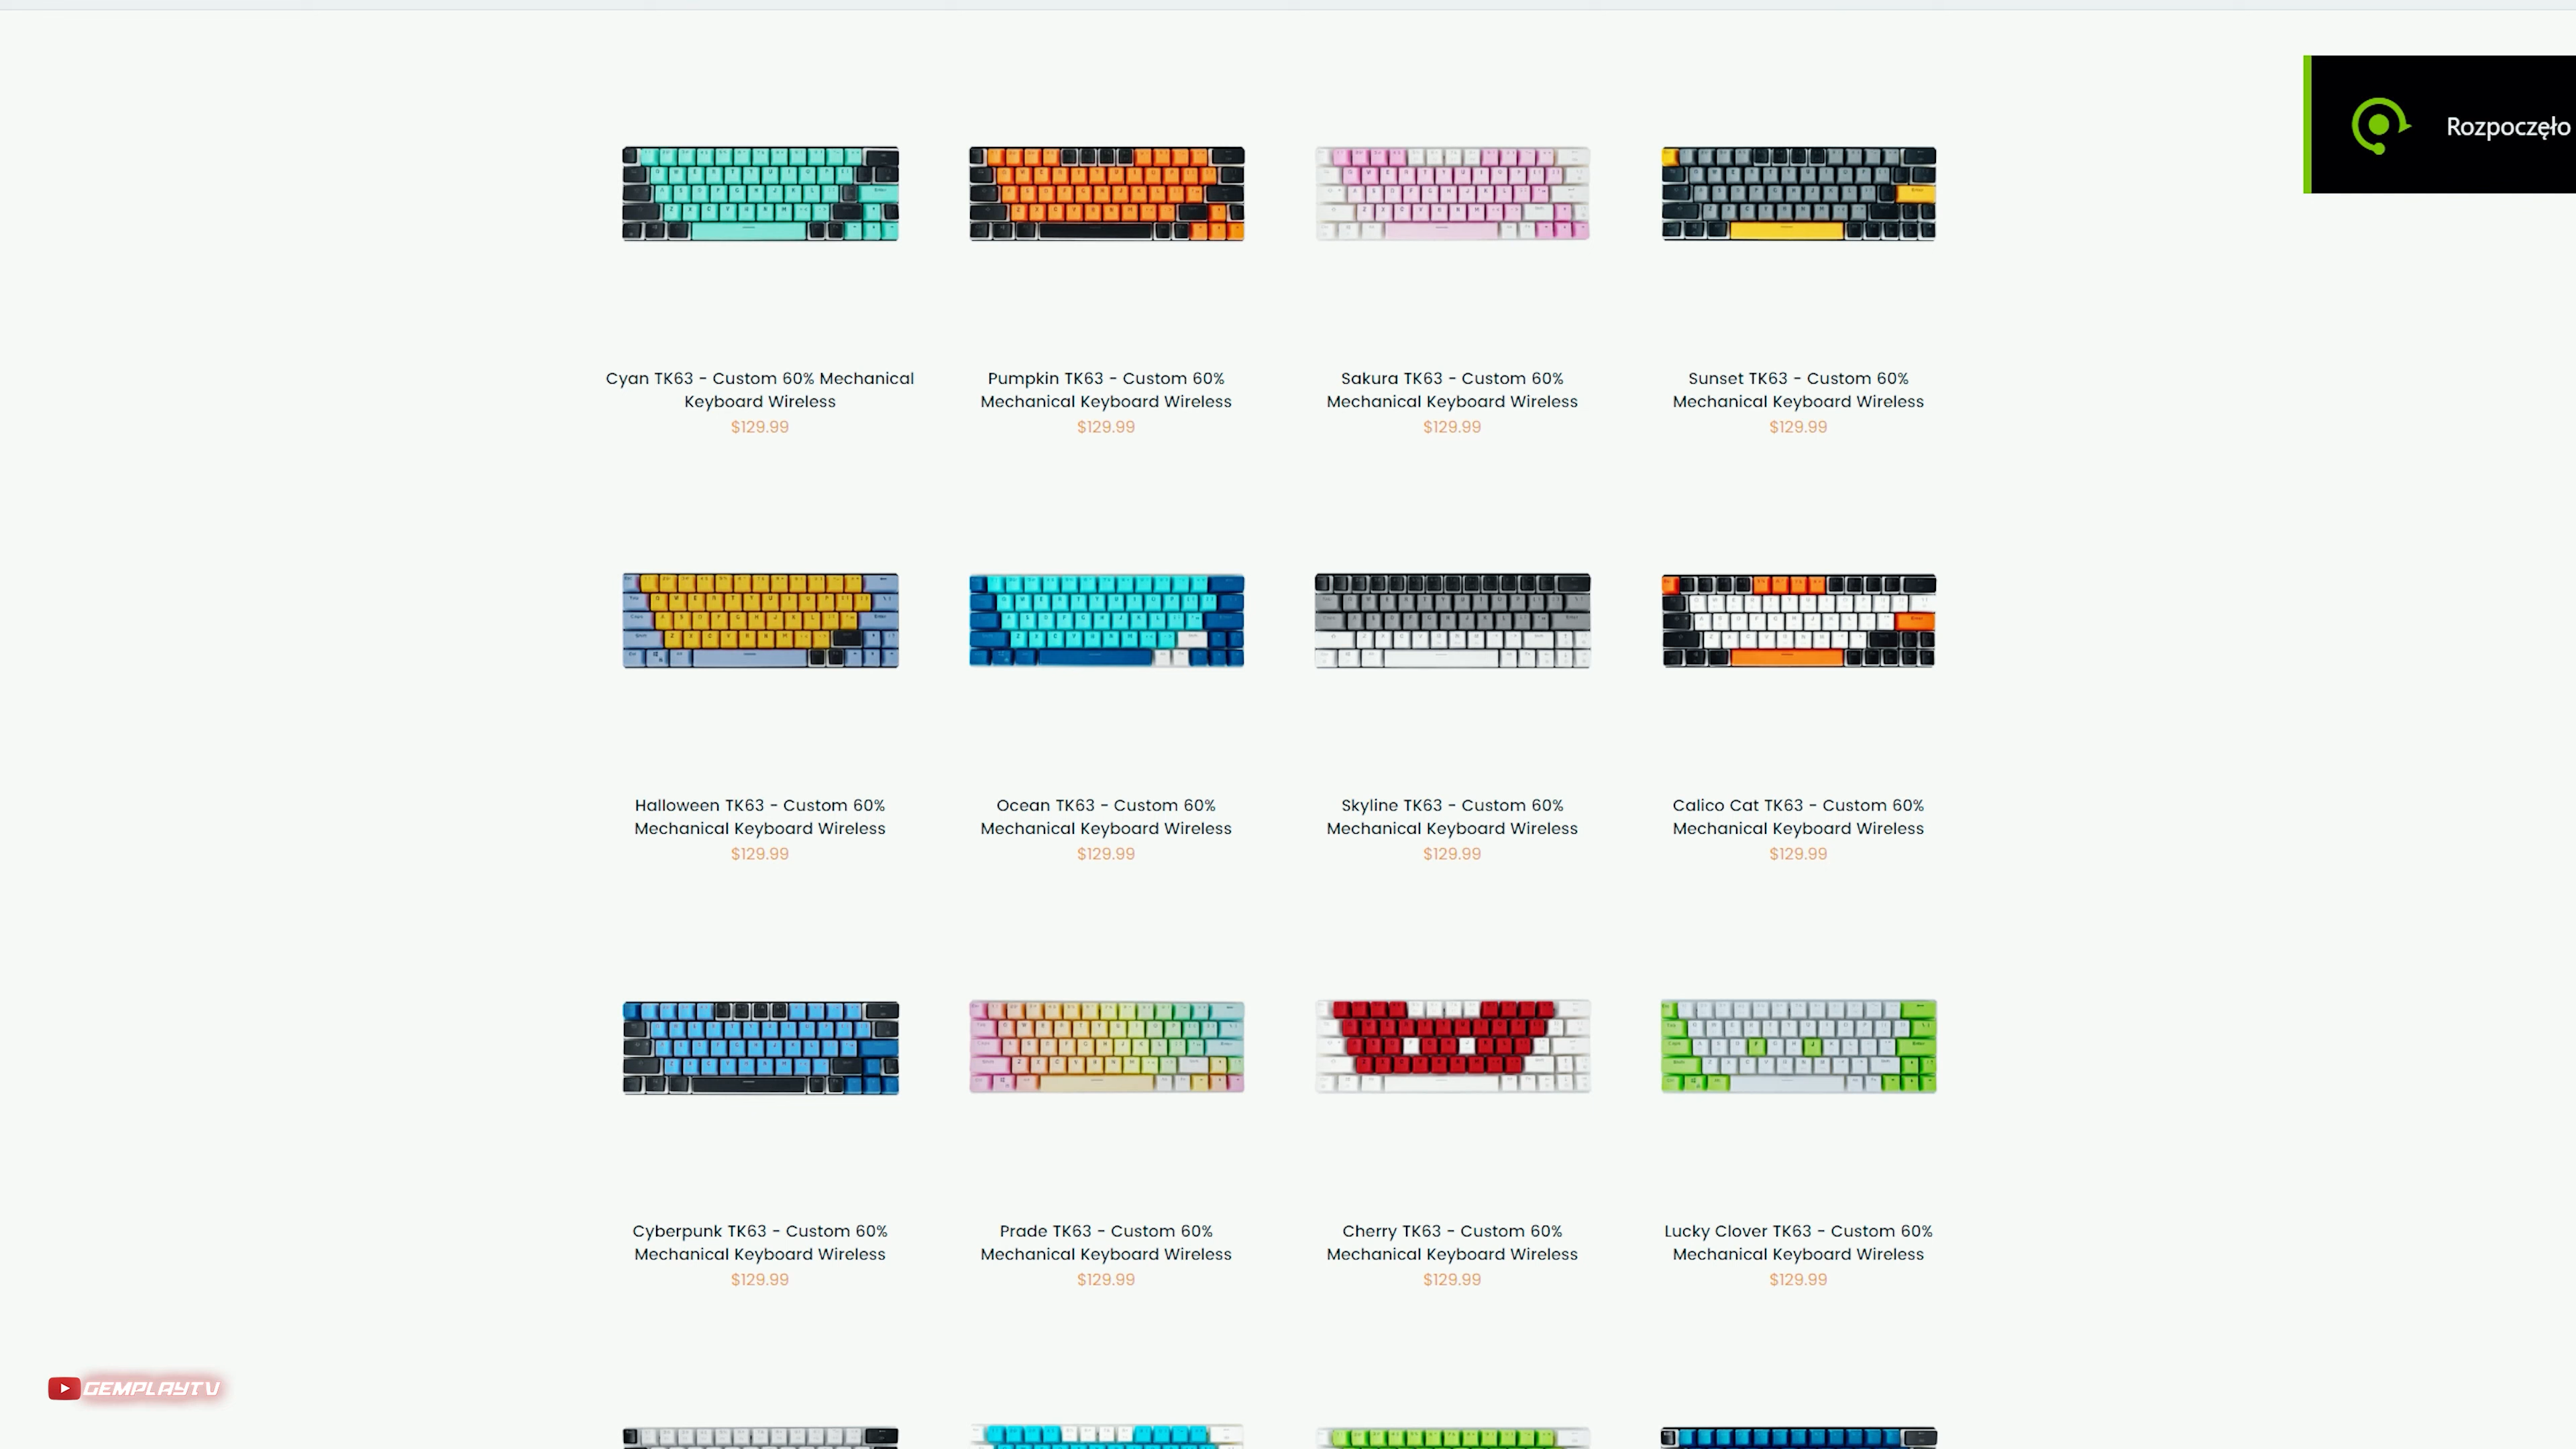 Rozpoczęło
Cyan TK63 - Custom 60% Mechanical
Keyboard Wireless
$129.99
Pumpkin TK63 - Custom 60%
Mechanical Keyboard Wireless
$129.99
Sakura TK63 - Custom 60%
Mechanical Keyboard Wireless
$129.99
Sunset TK63 - Custom 60%
Mechanical Keyboard Wireless
$129.99
Halloween TK63 - Custom 60%
Mechanical Keyboard Wireless
$129.99
Ocean TK63 - Custom 60%
Mechanical Keyboard Wireless
$129.99
Skyline TK63 - Custom 60%
Mechanical Keyboard Wireless
$129.99
Calico Cat TK63 - Custom 60%
Mechanical Keyboard Wireless
$129.99
Cyberpunk TK63 - Custom 60%
Mechanical Keyboard Wireless
$129.99
Prade TK63 - Custom 60%
Mechanical Keyboard Wireless
$129.99
Cherry TK63 - Custom 60%
Mechanical Keyboard Wireless
$129.99
Lucky Clover TK63 - Custom 60%
Mechanical Keyboard Wireless
$129.99
GEMPLAYTV